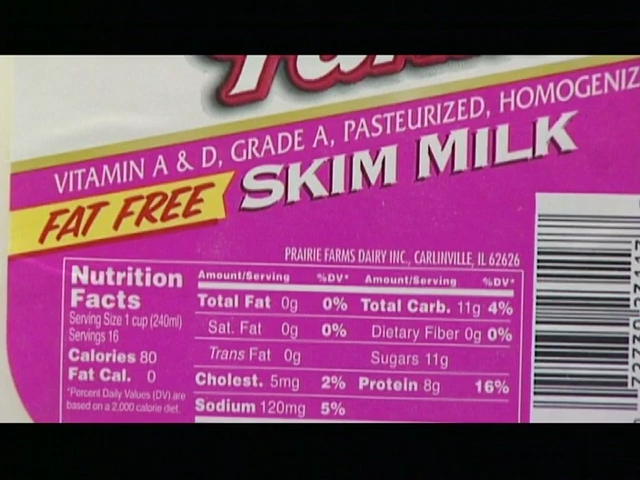 VITAMIN A & D, GRADE A, PASTEURIZED, HOMOGENIZ
FAT FREE SKIM MILK
PRAIRIE FARMS DAIRY INC., CARLINVILLE, IL 62626
Nutrition
Facts
Serving Size 1 cup (240ml)
Servings 16
Calories 80
Fat Cal. 0
*Percent Daily Values (DV) are
based on a 2,000 calorie diet.
Amount/Serving %DV* Amount/Serving %DV*
Total Fat 0g 0% Total Carb. 11g 4%
Sat. Fat 0g 0% Dietary Fiber 0g 0%
Trans Fat 0g Sugars 11g
Cholest. 5mg 2% Protein 8g 16%
Sodium 120mg 5%